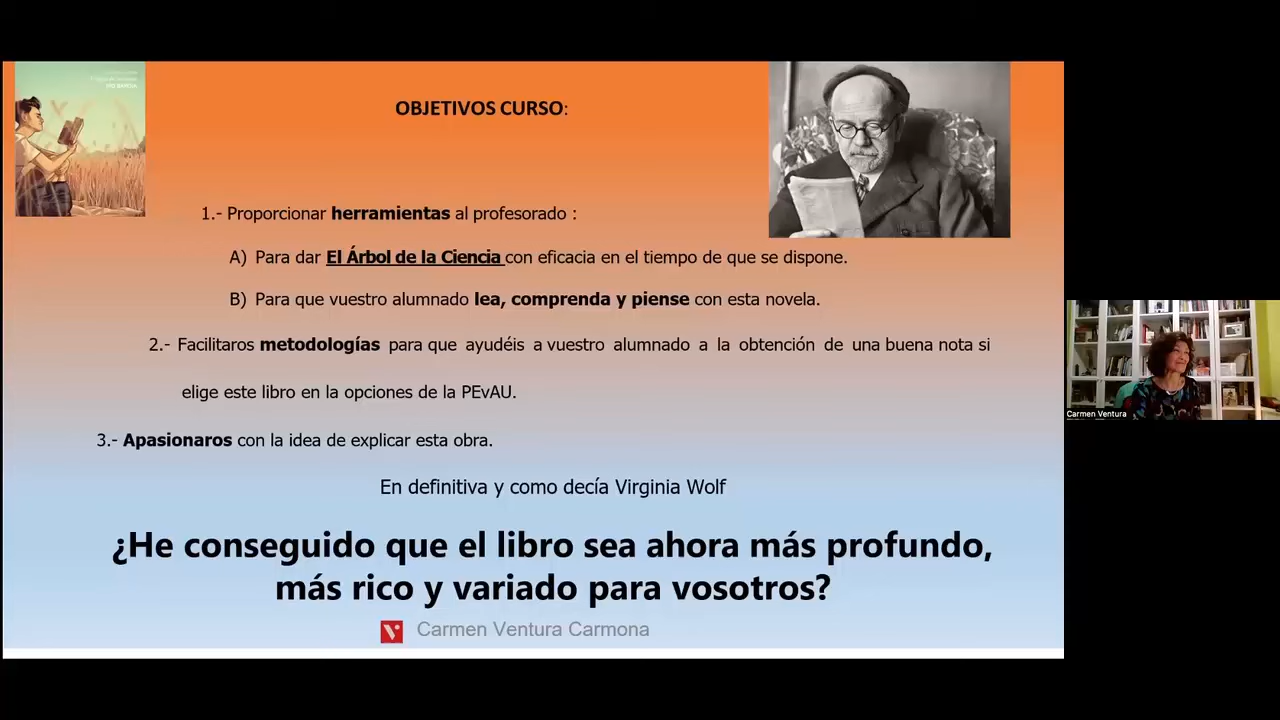 PÍO BAROJA
OBJETIVOS CURSO:
1.- Proporcionar herramientas al profesorado :
A) Para dar El Árbol de la Ciencia con eficacia en el tiempo de que se dispone.
B) Para que vuestro alumnado lea, comprenda y piense con esta novela.
2.- Facilitaros metodologías para que ayudéis a vuestro alumnado a la obtención de una buena nota si
elige este libro en la opciones de la PEvAU.
3.- Apasionaros con la idea de explicar esta obra.
En definitiva y como decía Virginia Wolf
¿He conseguido que el libro sea ahora más profundo,
más rico y variado para vosotros?
Carmen Ventura Carmona
Carmen Ventura